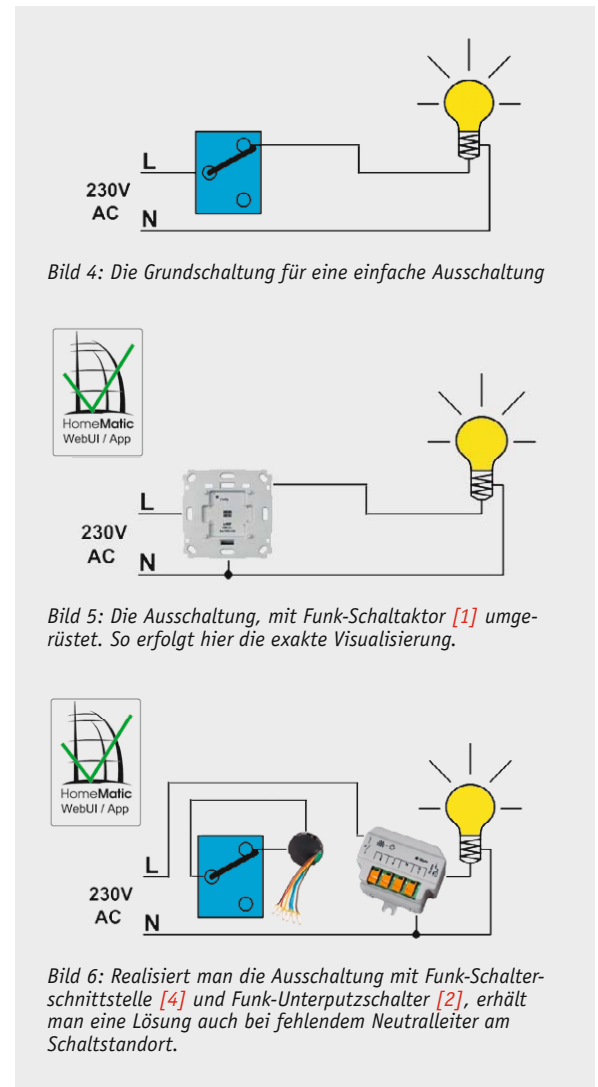 L
230V
AC
N
Bild 4: Die Grundschaltung für eine einfache Ausschaltung
HomeMatic
WebUI / App
L
230V
AC
N
Bild 5: Die Ausschaltung, mit Funk-Schaltaktor [1] umge-
rüstet. So erfolgt hier die exakte Visualisierung.
HomeMatic
WebUI / App
L
230V
AC
N
Bild 6: Realisiert man die Ausschaltung mit Funk-Schalter-
schnittstelle [4] und Funk-Unterputzschalter [2], erhält
man eine Lösung auch bei fehlendem Neutralleiter am
Schaltstandort.